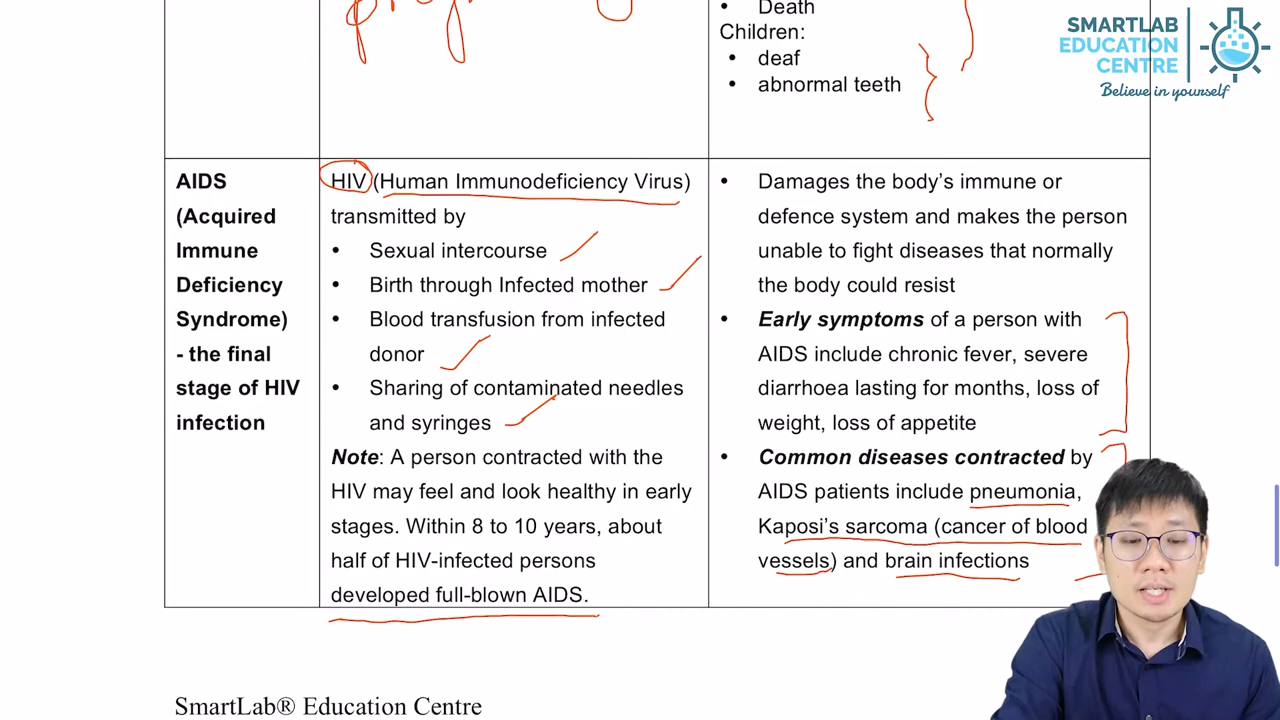 • Death
Children:
• deaf
• abnormal teeth
SMARTLAB
EDUCATION
CENTRE
Believe in yourself
AIDS
(Acquired
Immune
Deficiency
Syndrome)
- the final
stage of HIV
infection
HIV (Human Immunodeficiency Virus)
transmitted by
• Sexual intercourse
• Birth through Infected mother
• Blood transfusion from infected
donor
• Sharing of contaminated needles
and syringes
Note: A person contracted with the
HIV may feel and look healthy in early
stages. Within 8 to 10 years, about
half of HIV-infected persons
developed full-blown AIDS.
• Damages the body’s immune or
defence system and makes the person
unable to fight diseases that normally
the body could resist
• Early symptoms of a person with
AIDS include chronic fever, severe
diarrhoea lasting for months, loss of
weight, loss of appetite
• Common diseases contracted by
AIDS patients include pneumonia,
Kaposi’s sarcoma (cancer of blood
vessels) and brain infections
SmartLab® Education Centre